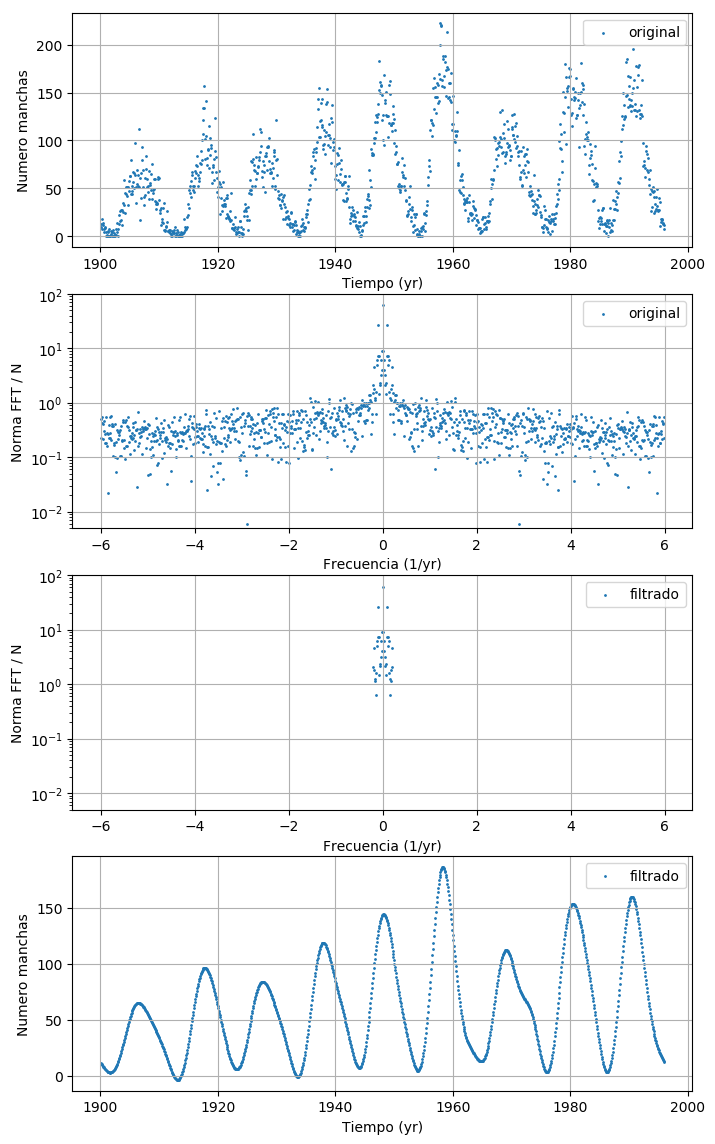 original
200
150
100
50
0
Numero manchas
1900 1920 1940 1960 1980 2000
Tiempo (yr)
original
10^2
10^1
10^0
10^-1
10^-2
Norma FFT / N
−6 −4 −2 0 2 4 6
Frecuencia (1/yr)
filtrado
10^2
10^1
10^0
10^-1
10^-2
Norma FFT / N
−6 −4 −2 0 2 4 6
Frecuencia (1/yr)
filtrado
150
100
50
0
Numero manchas
1900 1920 1940 1960 1980 2000
Tiempo (yr)